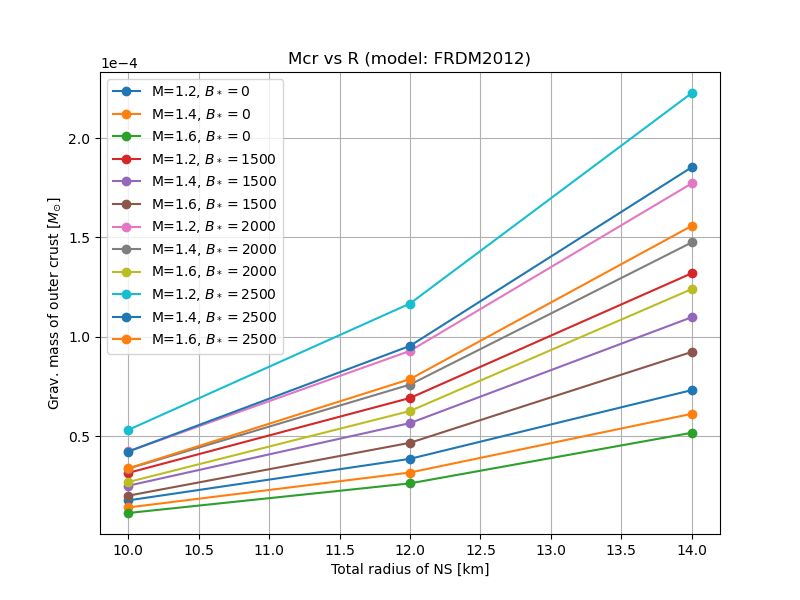 Mcr vs R (model: FRDM2012)
1e−4
M=1.2, B* = 0
M=1.4, B* = 0
M=1.6, B* = 0
M=1.2, B* = 1500
M=1.4, B* = 1500
M=1.6, B* = 1500
M=1.2, B* = 2000
M=1.4, B* = 2000
M=1.6, B* = 2000
M=1.2, B* = 2500
M=1.4, B* = 2500
M=1.6, B* = 2500
2.0
1.5
1.0
0.5
Grav. mass of outer crust [M⊙]
10.0 10.5 11.0 11.5 12.0 12.5 13.0 13.5 14.0
Total radius of NS [km]